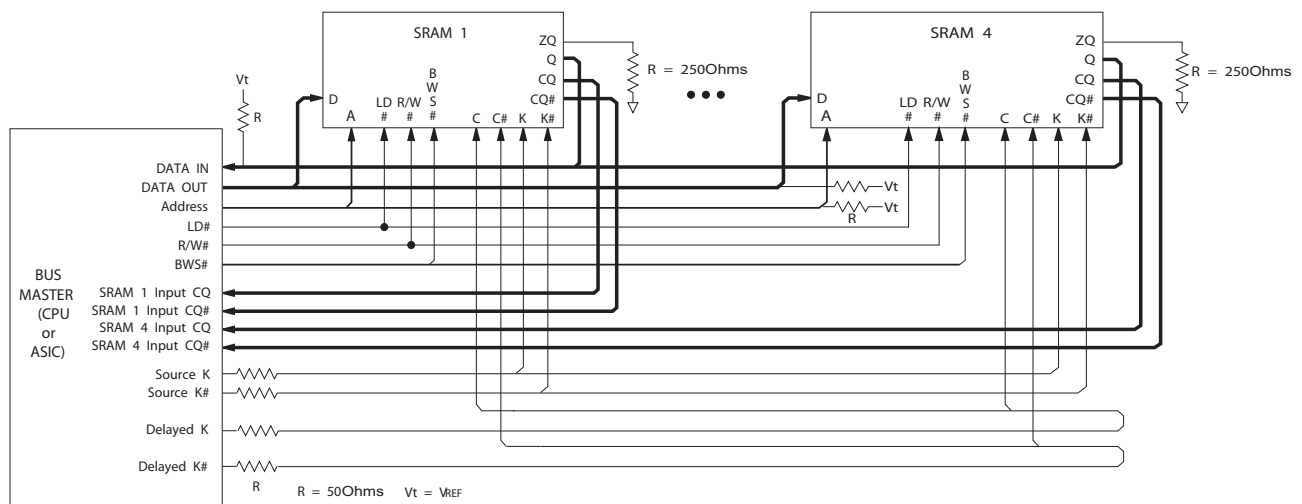 SRAM 1
ZQ
Q
CQ
CQ#
D
A
LD
#
R/W
#
B
W
S
#
C
C#
K
K#
R = 250Ohms
SRAM 4
ZQ
Q
CQ
CQ#
D
A
LD
#
R/W
#
B
W
S
#
C
C#
K
K#
R = 250Ohms
Vt
R
DATA IN
DATA OUT
Address
LD#
R/W#
BWS#
Vt
Vt
R
BUS
MASTER
(CPU
or
ASIC)
SRAM 1 Input CQ
SRAM 1 Input CQ#
SRAM 4 Input CQ
SRAM 4 Input CQ#
Source K
Source K#
Delayed K
Delayed K#
R
R = 50Ohms Vt = VREF